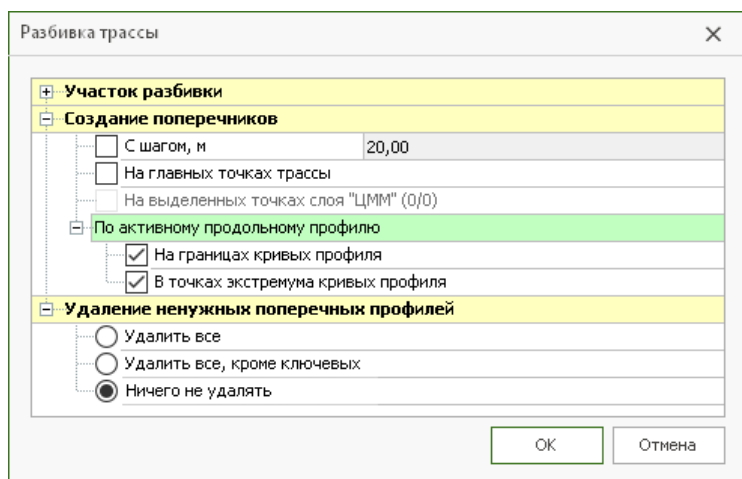 Разбивка трассы
Участок разбивки
Создание поперечников
С шагом, м 20,00
На главных точках трассы
На выделенных точках слоя "ЦММ" (0/0)
По активному продольному профилю
На границах кривых профиля
В точках экстремума кривых профиля
Удаление ненужных поперечных профилей
Удалить все
Удалить все, кроме ключевых
Ничего не удалять
ОК Отмена